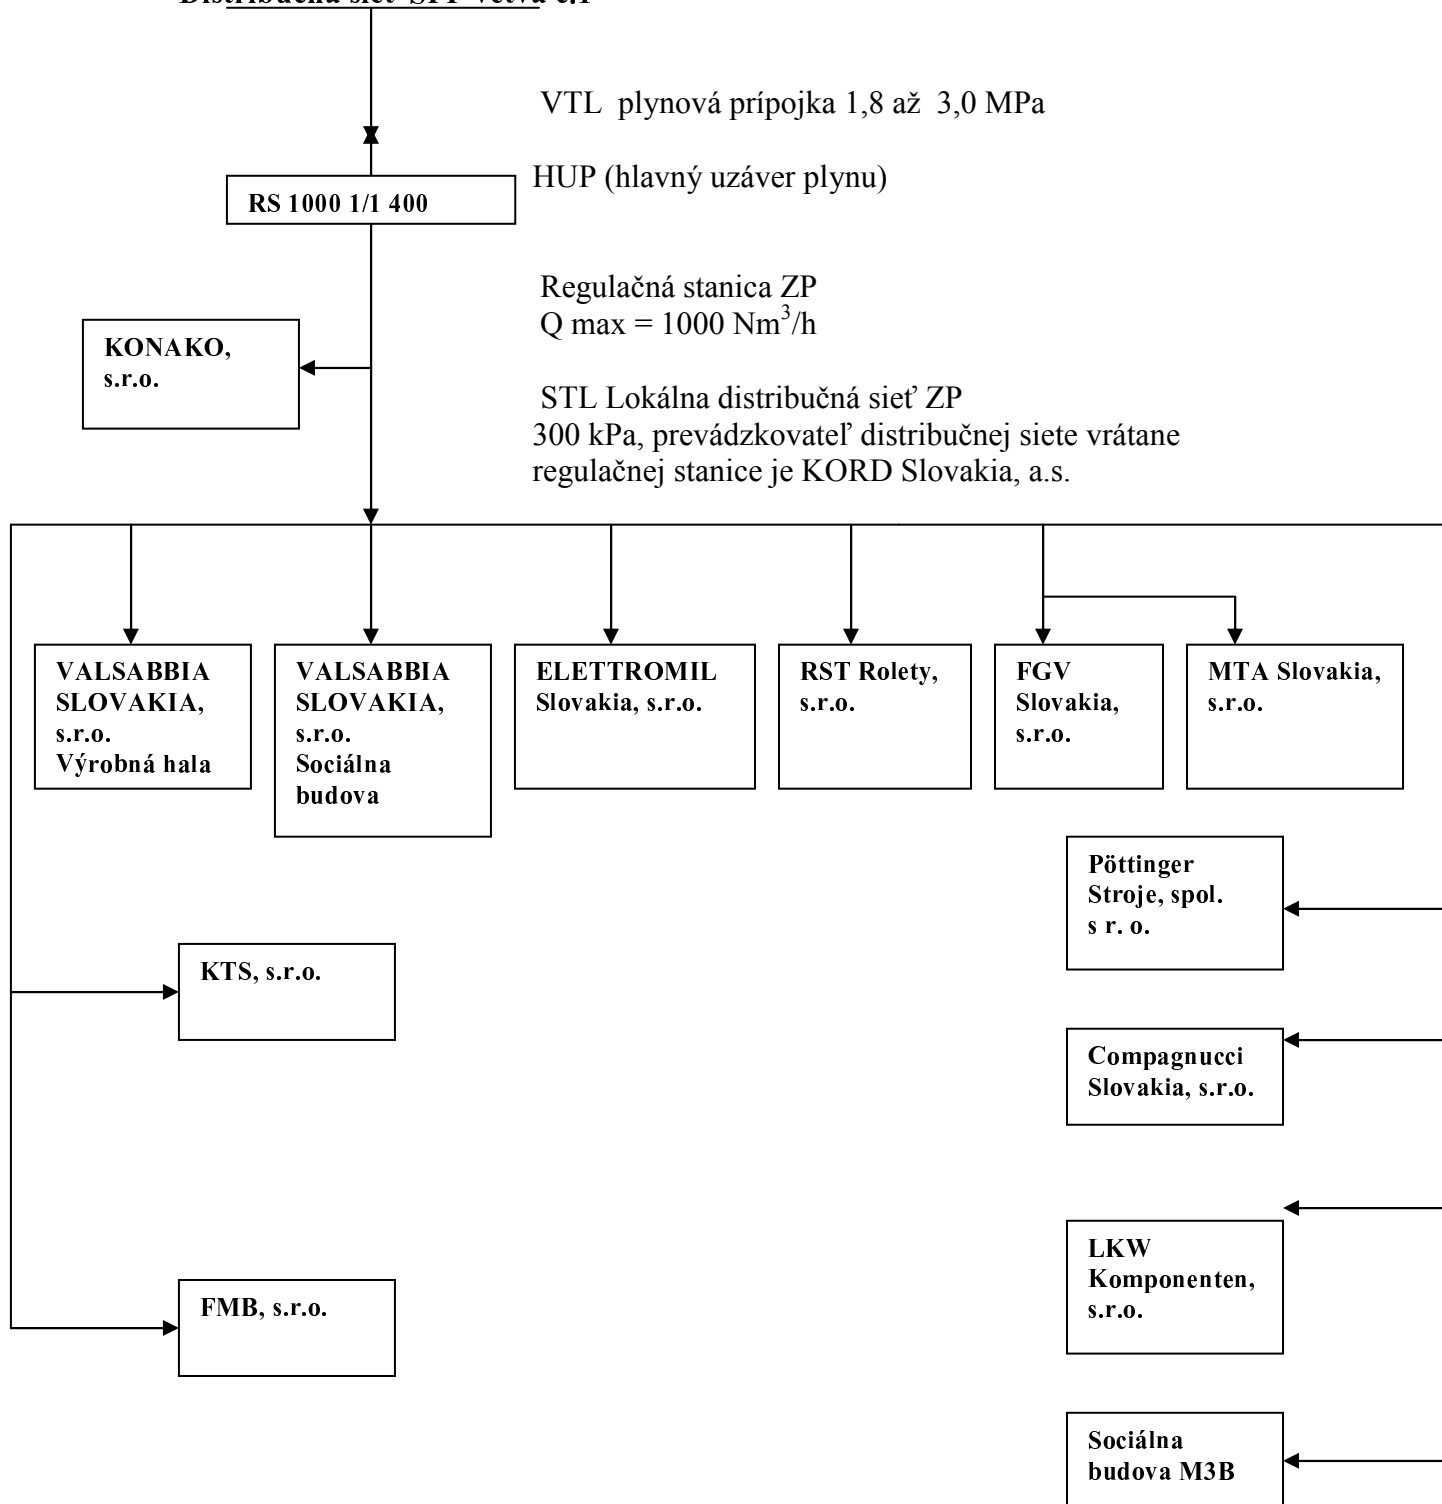 VTL plynová prípojka 1,8 až 3,0 MPa
HUP (hlavný uzáver plynu)
RS 1000 1/1 400
Regulačná stanica ZP
Q max = 1000 Nm³/h
KONAKO,
s.r.o.
STL Lokálna distribučná sieť ZP
300 kPa, prevádzkovateľ distribučnej siete vrátane
regulačnej stanice je KORD Slovakia, a.s.
VALSABBIA
SLOVAKIA,
s.r.o.
Výrobná hala
VALSABBIA
SLOVAKIA,
s.r.o.
Sociálna
budova
ELETTROMIL
Slovakia, s.r.o.
RST Rolety,
s.r.o.
FGV
Slovakia,
s.r.o.
MTA Slovakia,
s.r.o.
Pöttinger
Stroje, spol.
s r. o.
KTS, s.r.o.
Compagnucci
Slovakia, s.r.o.
LKW
Komponenten,
s.r.o.
FMB, s.r.o.
Sociálna
budova M3B